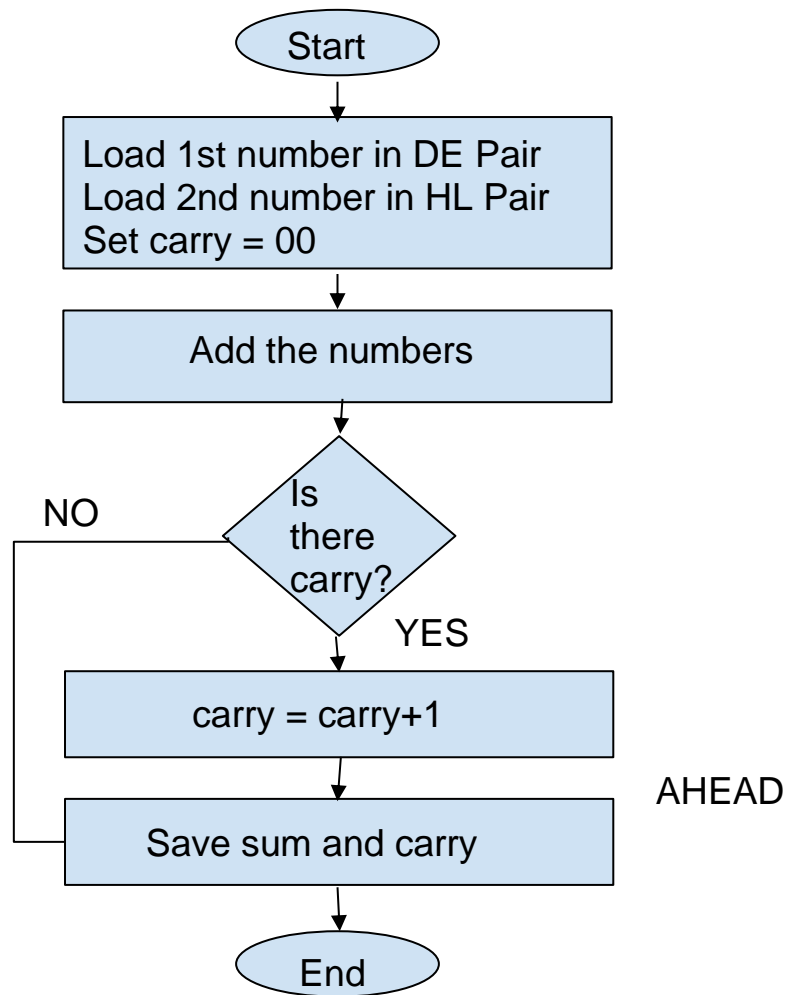 Start
Load 1st number in DE Pair
Load 2nd number in HL Pair
Set carry = 00
Add the numbers
Is
there
carry?
NO
YES
carry = carry+1
AHEAD
Save sum and carry
End